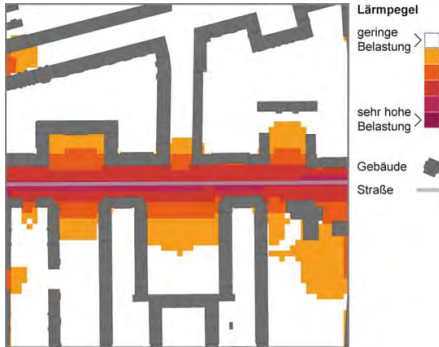 Lärmpegel
geringe
Belastung
sehr hohe
Belastung
Gebäude
Straße